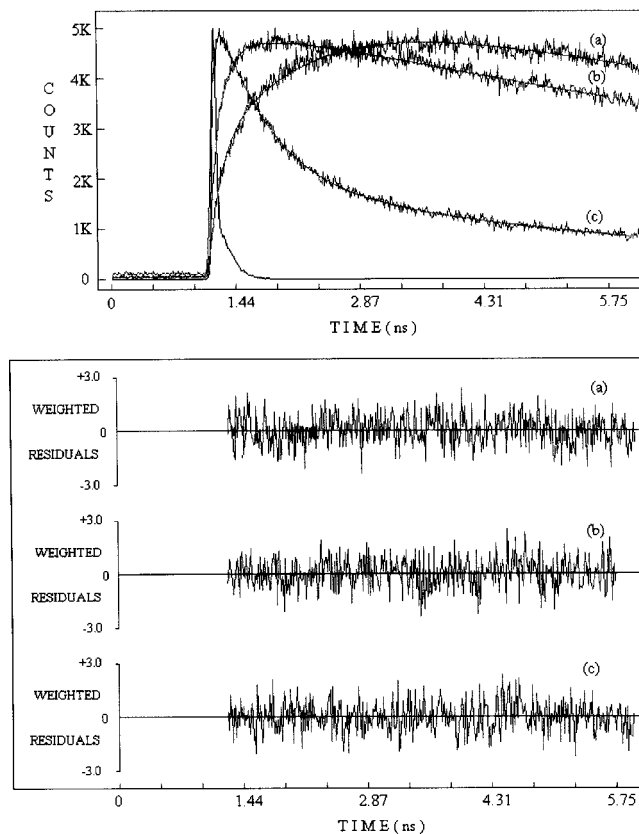 5K
4K
3K
2K
1K
0
COUNTS
(a)
(b)
(c)
0 1.44 2.87 4.31 5.75
TIME (ns)
+3.0
WEIGHTED
0
RESIDUALS
-3.0
(a)
+3.0
WEIGHTED
0
RESIDUALS
-3.0
(b)
+3.0
WEIGHTED
0
RESIDUALS
-3.0
(c)
0 1.44 2.87 4.31 5.75
TIME (ns)